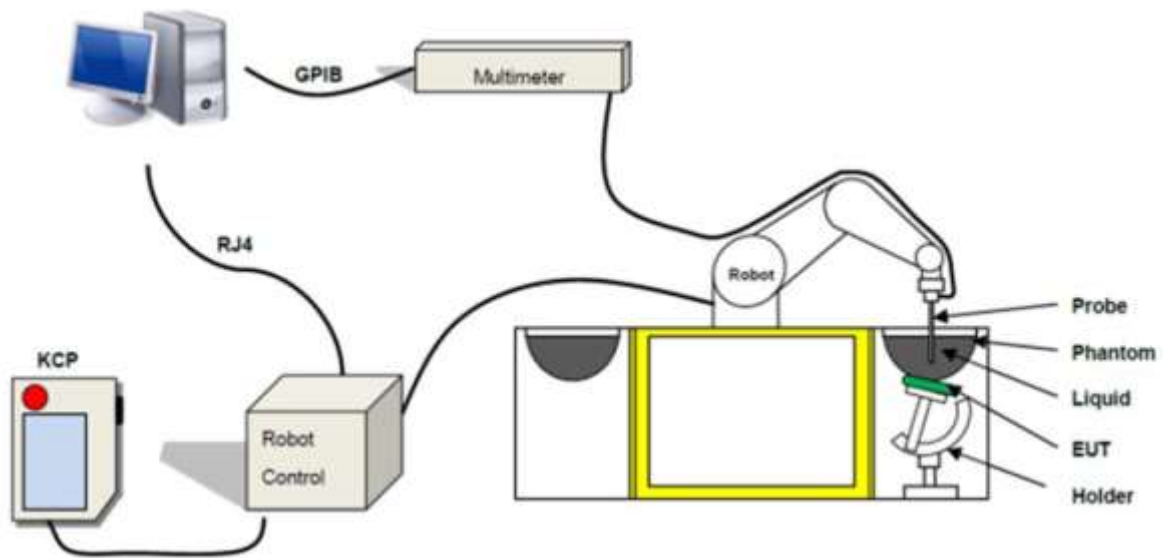 GPIB
Multimeter
RJ4
Robot
Probe
Phantom
Liquid
EUT
Holder
KCP
Robot
Control